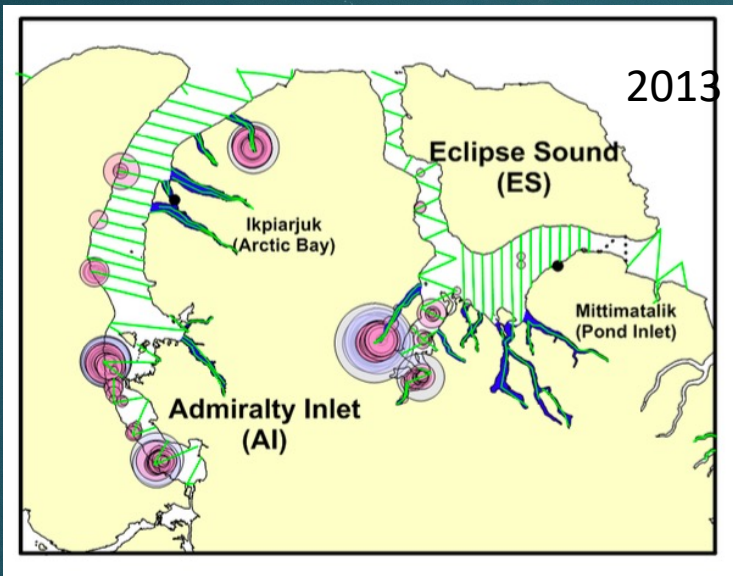 2013
Eclipse Sound
(ES)
Ikpiarjuk
(Arctic Bay)
Mittimatalik
(Pond Inlet)
Admiralty Inlet
(AI)